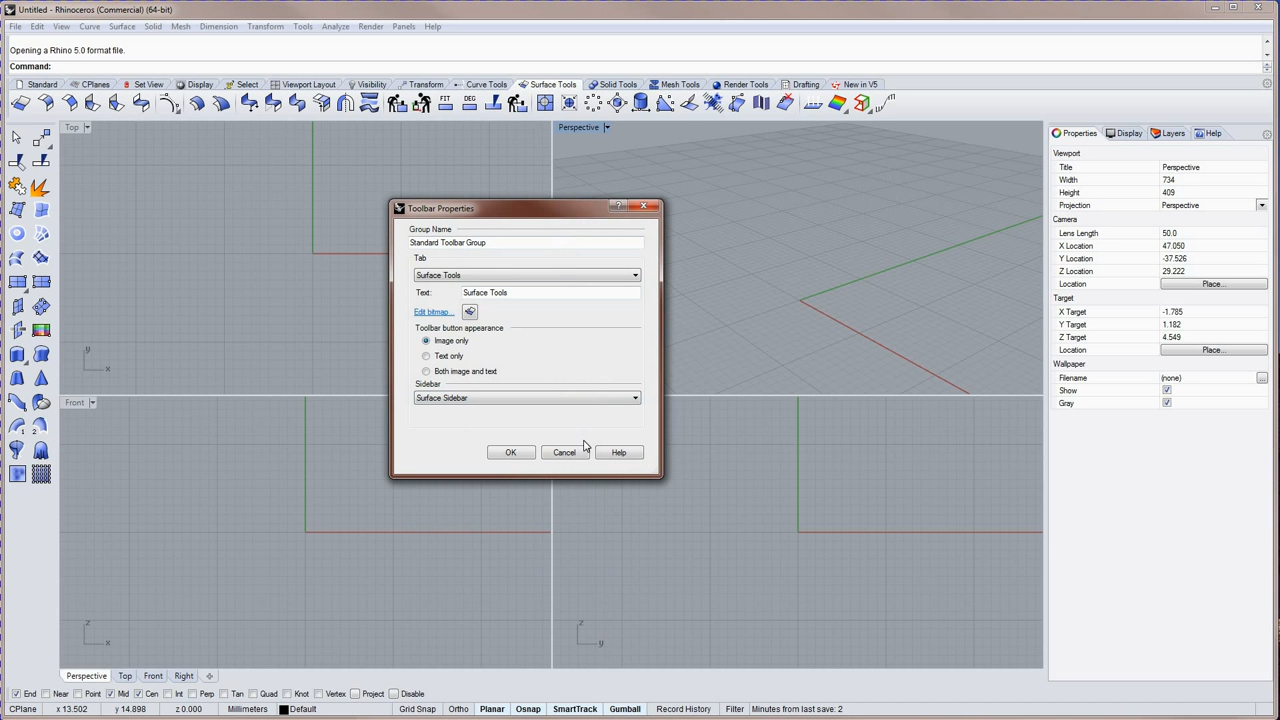 Untitled - Rhinoceros (Commercial) (64-bit)
File Edit View Curve Surface Solid Mesh Dimension Transform Tools Analyze Render Panels Help
Opening a Rhino 5.0 format file.
Command:
Standard CPlanes Set View Display Select Viewport Layout Visibility Transform Curve Tools Surface Tools Solid Tools Mesh Tools Render Tools Drafting New in V5
FIT DEG
Top
Perspective
Properties Display Layers Help
Viewport
Title Perspective
Width 734
Height 409
Projection Perspective
Camera
Lens Length 50.0
X Location 47.050
Y Location -37.526
Z Location 29.222
Location Place...
Target
X Target -1.785
Y Target 1.182
Z Target 4.549
Location Place...
Wallpaper
Filename (none) ...
Show
Gray
Toolbar Properties
?
Group Name
Standard Toolbar Group
Tab
Surface Tools
Text: Surface Tools
Edit bitmap...
Toolbar button appearance
Image only
Text only
Both image and text
Sidebar
Surface Sidebar
OK Cancel Help
y
x
Front
z
x
z
y
Perspective Top Front Right
End Near Point Mid Cen Int Perp Tan Quad Knot Vertex Project Disable
CPlane x 13.502 y 14.898 z 0.000 Millimeters Default Grid Snap Ortho Planar Osnap SmartTrack Gumball Record History Filter Minutes from last save: 2